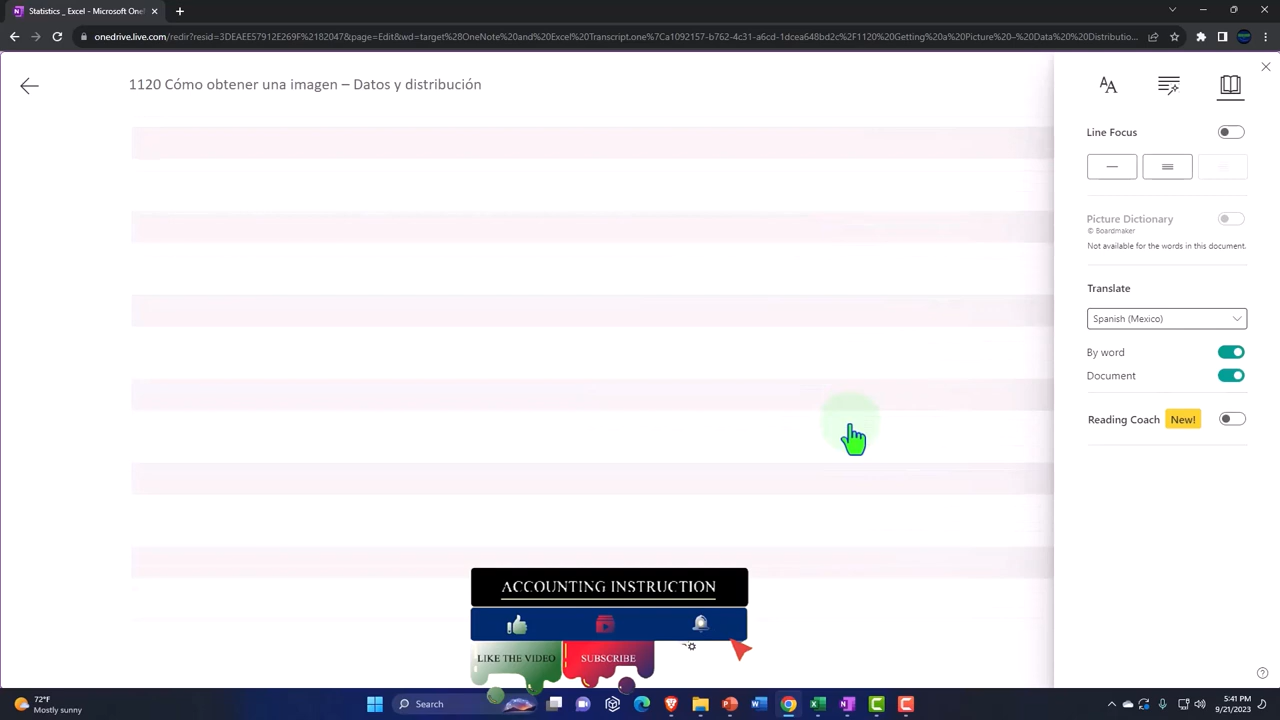 Statistics _ Excel - Microsoft One
onedrive.live.com/redir?resid=3DEAEE57912E269F%2182047&page=Edit&wd=target%28OneNote%20and%20Excel%20Transcript.one%7Ca1092157-b762-4c31-a6cd-1dcea648bd2c%2F1120%20Getting%20a%20Picture%20–%20Data%20%20Distributio...
1120 Cómo obtener una imagen – Datos y distribución
Line Focus
Picture Dictionary
© Boardmaker
Not available for the words in this document.
Translate
Spanish (Mexico)
By word
Document
Reading Coach New!
ACCOUNTING INSTRUCTION
LIKE THE VIDEO
SUBSCRIBE
72°F
Mostly sunny
Search
5:41 PM
9/21/2023